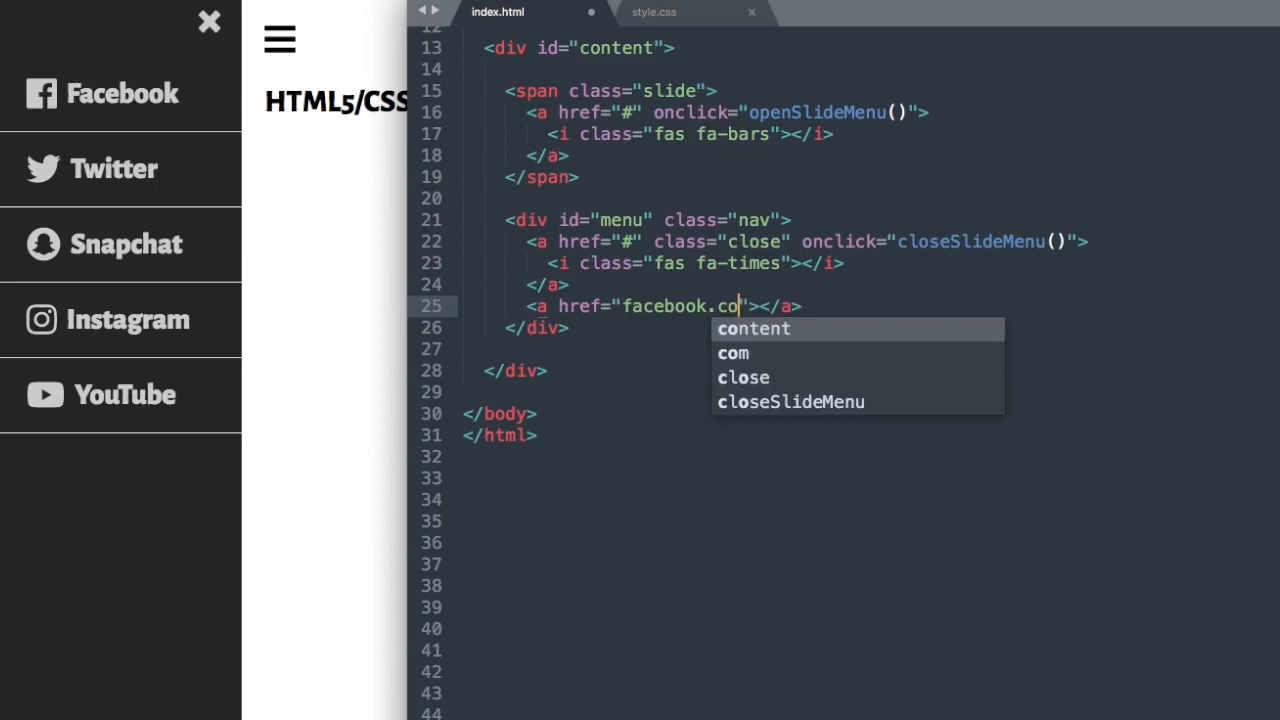 Facebook
Twitter
Snapchat
Instagram
YouTube
HTML5/CSS
index.html
style.css
12
13 <div id="content">
14
15 <span class="slide">
16 <a href="#" onclick="openSlideMenu()">
17 <i class="fas fa-bars"></i>
18 </a>
19 </span>
20
21 <div id="menu" class="nav">
22 <a href="#" class="close" onclick="closeSlideMenu()">
23 <i class="fas fa-times"></i>
24 </a>
25 <a href="facebook.co"></a>
26 </div>
content
com
close
closeSlideMenu
27
28 </div>
29
30 </body>
31 </html>
32
33
34
35
36
37
38
39
40
41
42
43
44